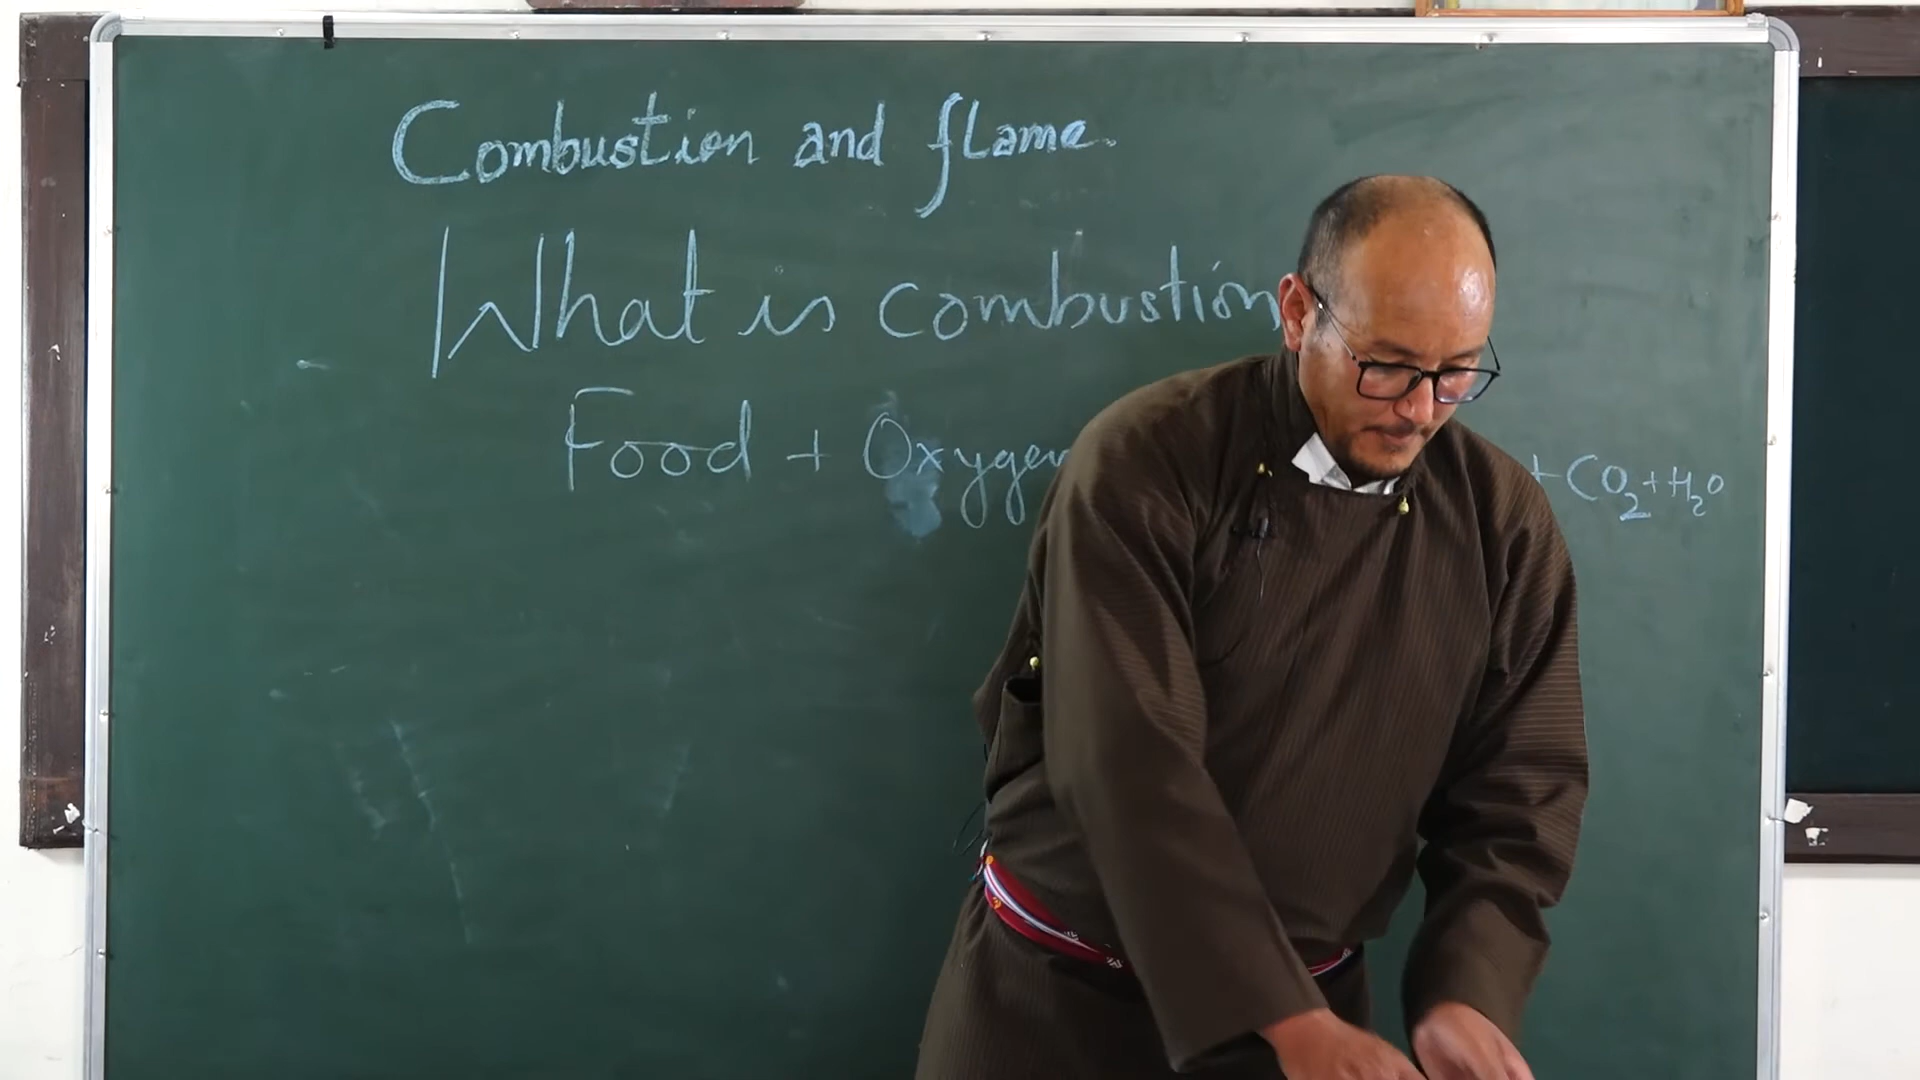 Combustion and flame.
What is combustion
Food + Oxygen + CO2 + H2O